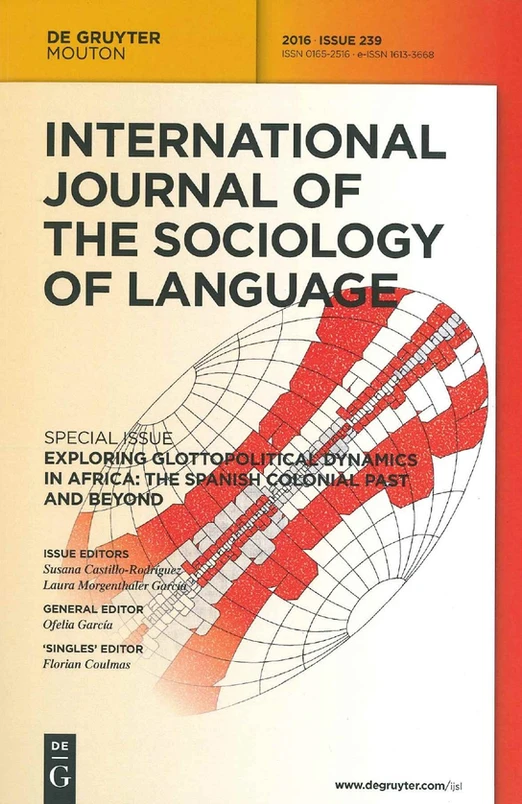 DE GRUYTER
MOUTON
2016 · ISSUE 239
ISSN 0165-2516 · e-ISSN 1613-3668
INTERNATIONAL
JOURNAL OF
THE SOCIOLOGY
OF LANGUAGE
SPECIAL ISSUE
EXPLORING GLOTTOPOLITICAL DYNAMICS
IN AFRICA: THE SPANISH COLONIAL PAST
AND BEYOND
ISSUE EDITORS
Susana Castillo-Rodríguez
Laura Morgenthaler García
GENERAL EDITOR
Ofelia García
‘SINGLES’ EDITOR
Florian Coulmas
DE
G
www.degruyter.com/ijsl